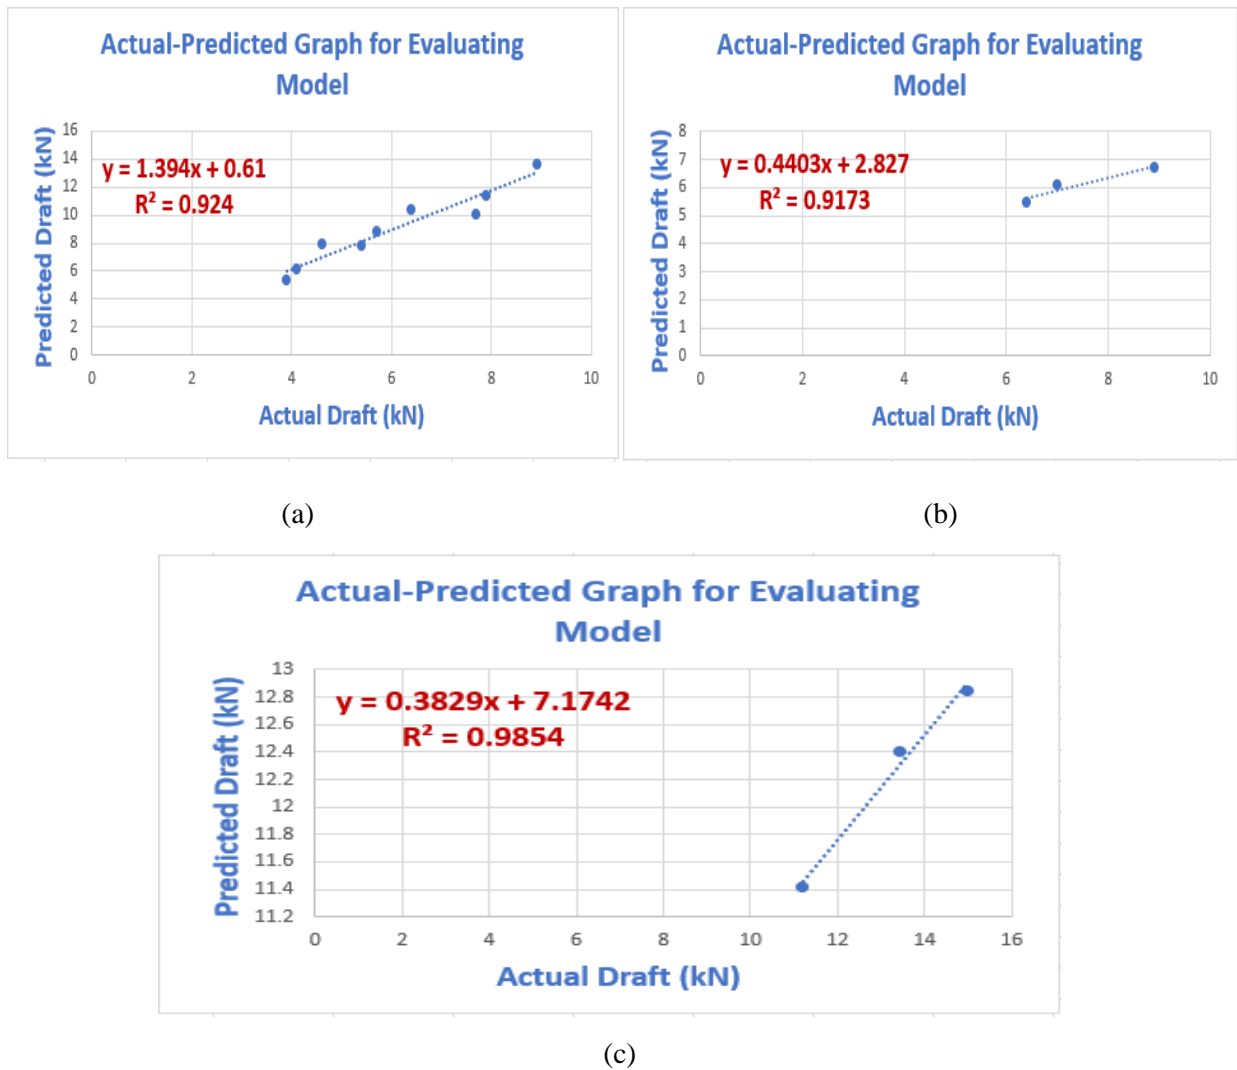 Actual-Predicted Graph for Evaluating
Model
Predicted Draft (kN)
16
14
12
10
8
6
4
2
0
y = 1.394x + 0.61
R² = 0.924
0 2 4 6 8 10
Actual Draft (kN)
(a)
Actual-Predicted Graph for Evaluating
Model
Predicted Draft (kN)
8
7
6
5
4
3
2
1
0
y = 0.4403x + 2.827
R² = 0.9173
0 2 4 6 8 10
Actual Draft (kN)
(b)
Actual-Predicted Graph for Evaluating
Model
Predicted Draft (kN)
13
12.8
12.6
12.4
12.2
12
11.8
11.6
11.4
11.2
y = 0.3829x + 7.1742
R² = 0.9854
0 2 4 6 8 10 12 14 16
Actual Draft (kN)
(c)